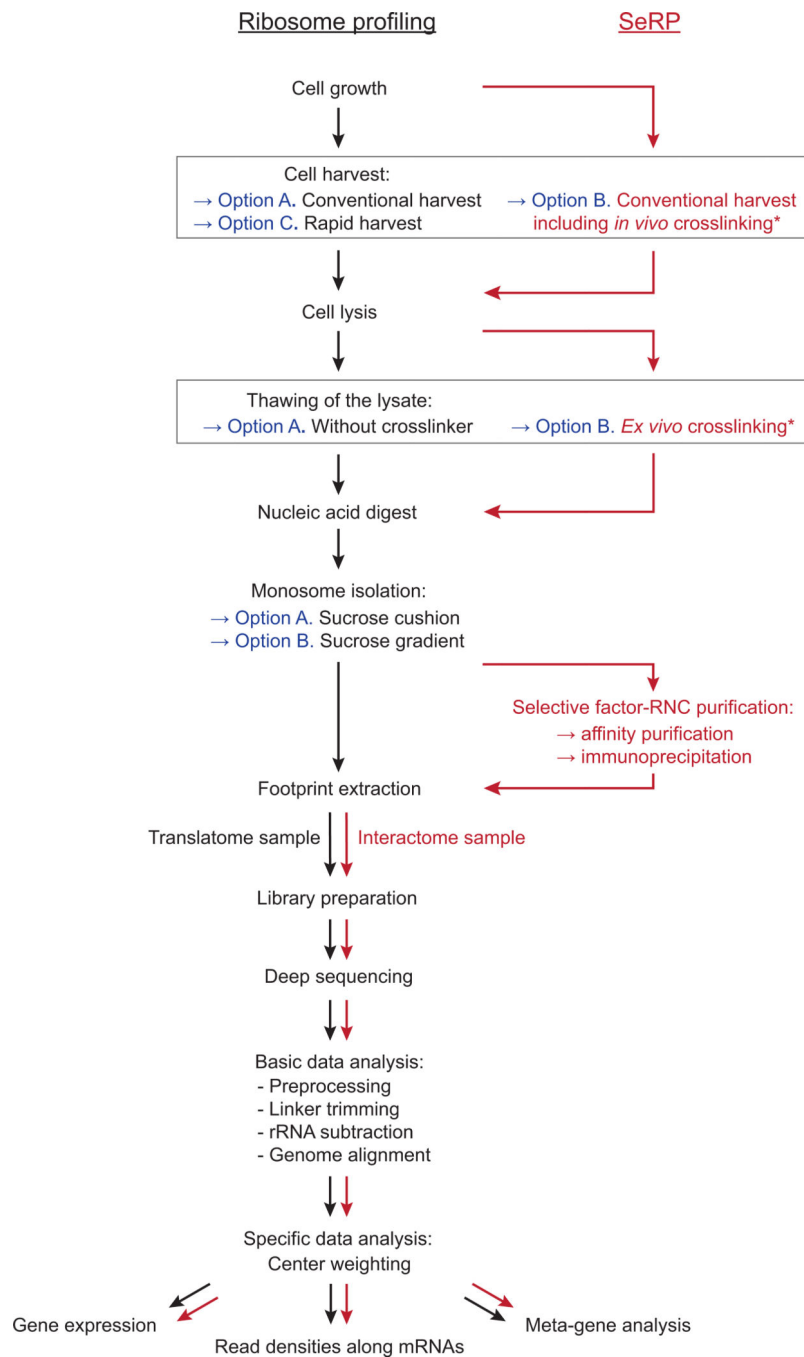 Ribosome profiling
SeRP
Cell growth
Cell harvest:
→ Option A. Conventional harvest
→ Option C. Rapid harvest
→ Option B. Conventional harvest
including in vivo crosslinking*
Cell lysis
Thawing of the lysate:
→ Option A. Without crosslinker
→ Option B. Ex vivo crosslinking*
Nucleic acid digest
Monosome isolation:
→ Option A. Sucrose cushion
→ Option B. Sucrose gradient
Selective factor-RNC purification:
→ affinity purification
→ immunoprecipitation
Footprint extraction
Translatome sample
Interactome sample
Library preparation
Deep sequencing
Basic data analysis:
- Preprocessing
- Linker trimming
- rRNA subtraction
- Genome alignment
Specific data analysis:
Center weighting
Gene expression
Read densities along mRNAs
Meta-gene analysis